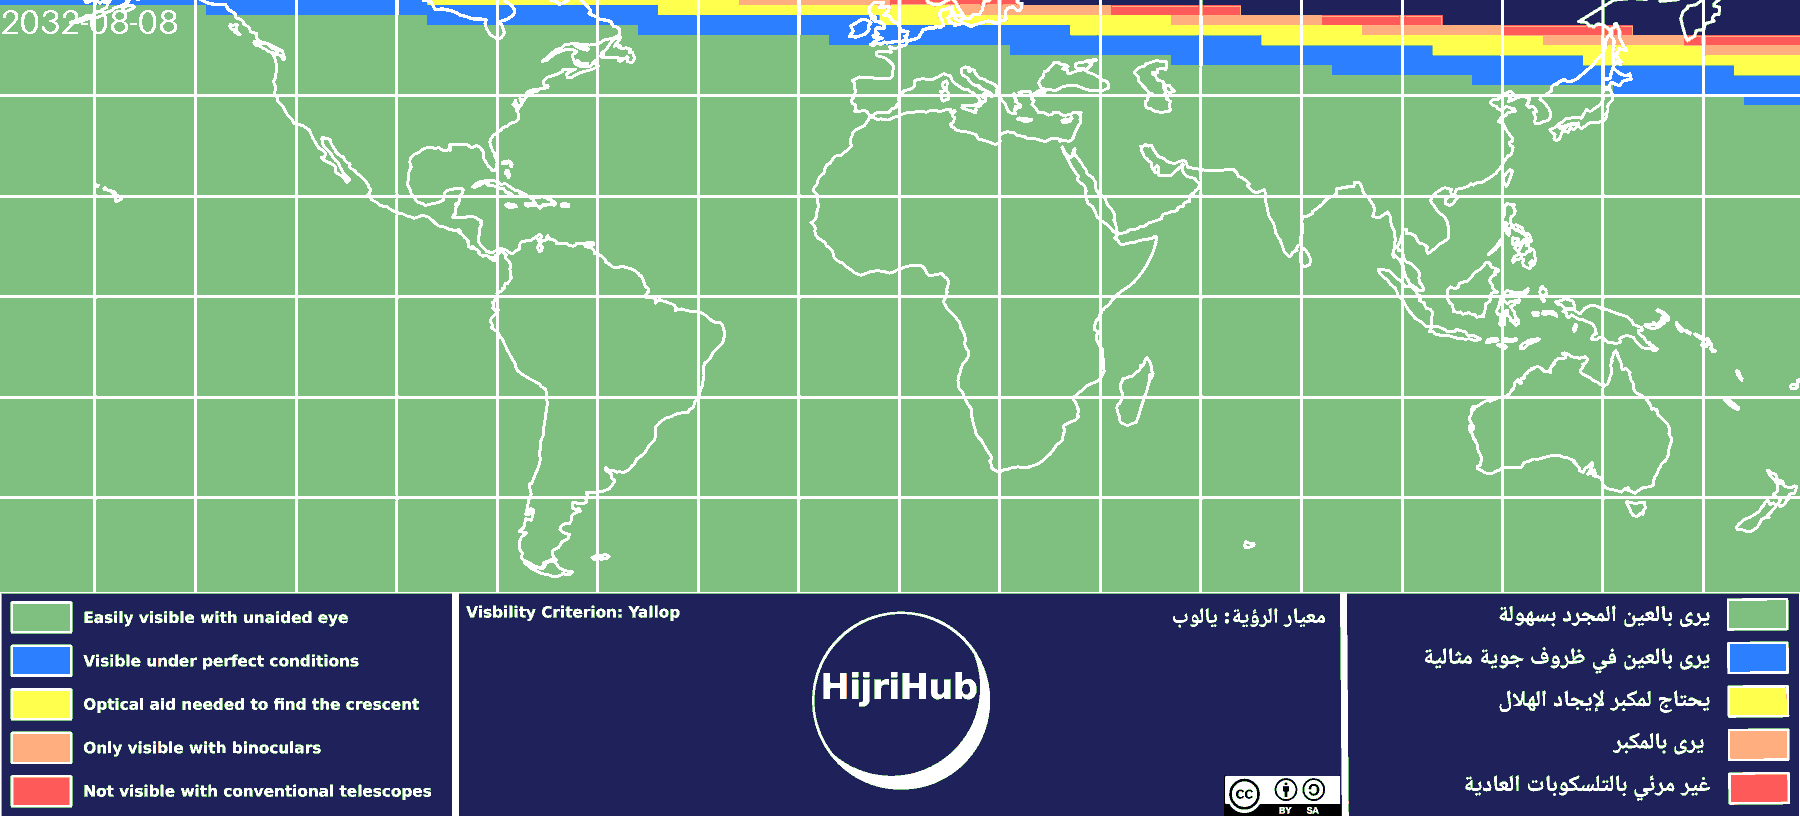 2032-08-08
Easily visible with unaided eye
Visible under perfect conditions
Optical aid needed to find the crescent
Only visible with binoculars
Not visible with conventional telescopes
Visbility Criterion: Yallop
معيار الرؤية: يالوب
HijriHub
cc
BY SA
يرى بالعين المجرد بسهولة
يرى بالعين في ظروف جوية مثالية
يحتاج لمكبر لإيجاد الهلال
يرى بالمكبر
غير مرئي بالتلسكوبات العادية